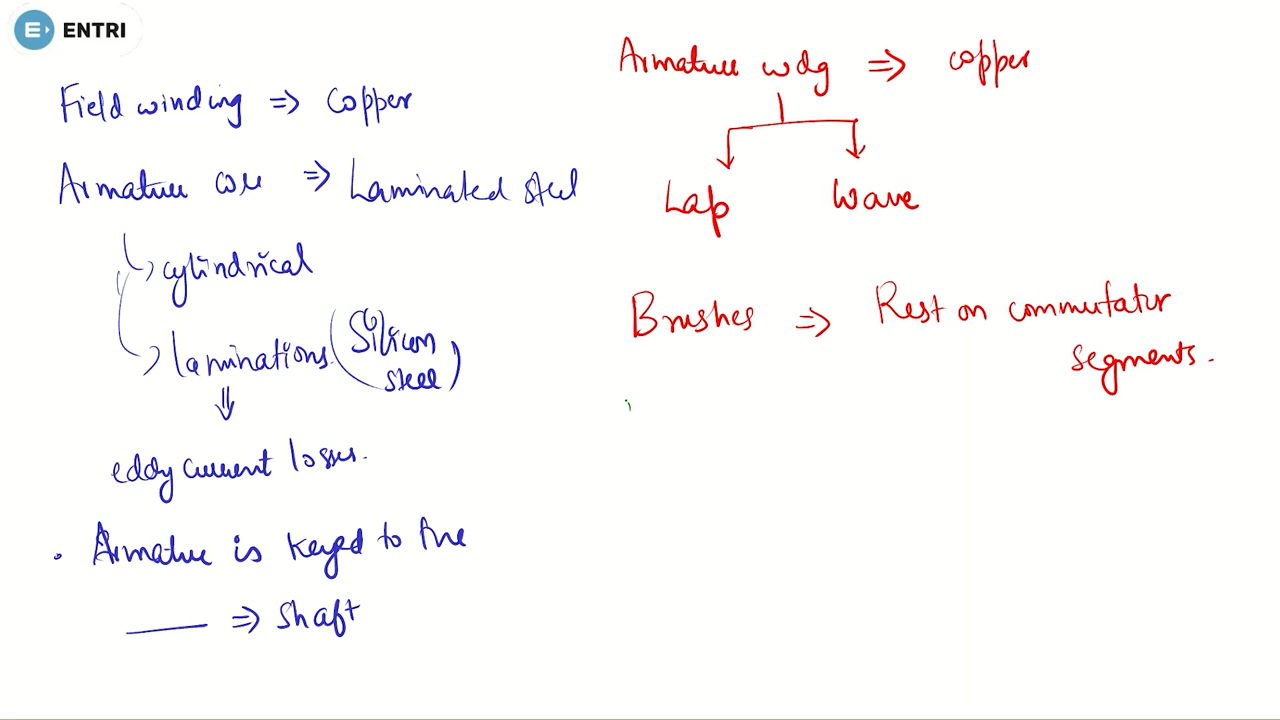 ENTRI
Field winding ⇒ Copper
Armature core ⇒ Laminated steel
cylindrical
laminations (Silicon
steel)
eddy current losses.
. Armature is keyed to the
____ ⇒ shaft
Armature wdg ⇒ copper
Lap Wave
Brushes ⇒ Rest on commutator
segments.